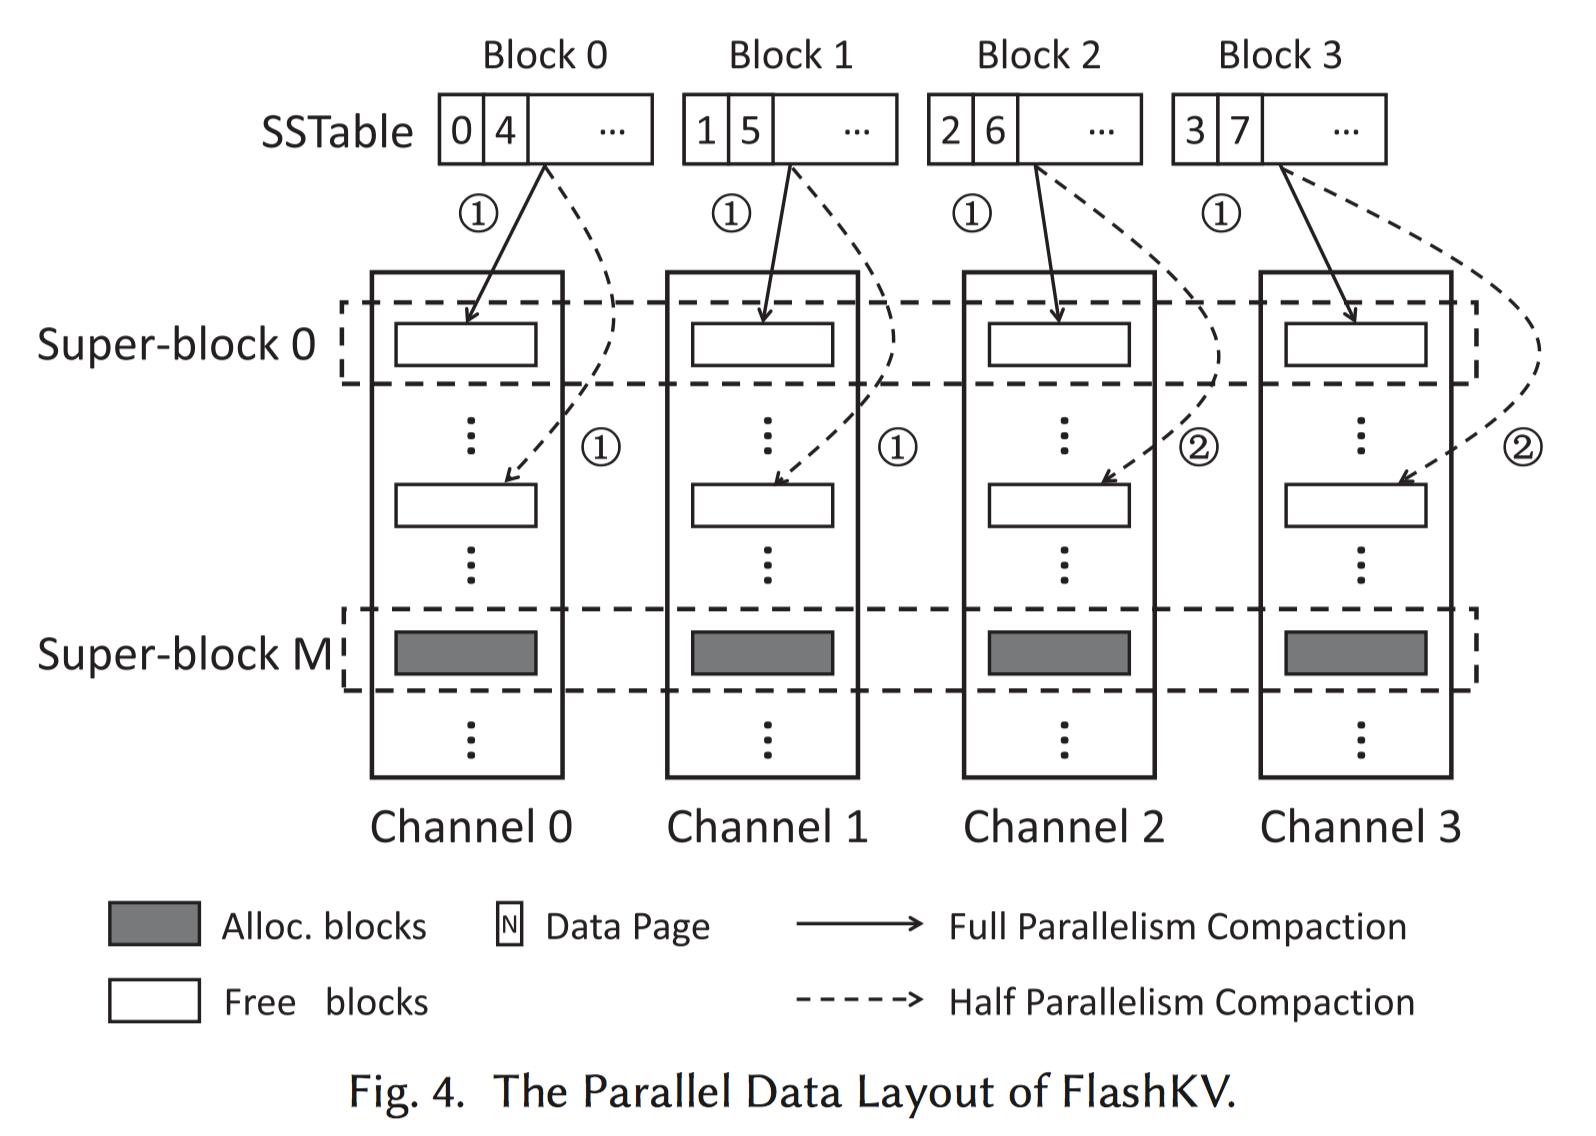 Block 0 Block 1 Block 2 Block 3
SSTable 0 4 ... 1 5 ... 2 6 ... 3 7 ...
① ① ① ①
Super-block 0
① ① ② ②
Super-block M
Channel 0 Channel 1 Channel 2 Channel 3
Alloc. blocks N Data Page Full Parallelism Compaction
Free blocks Half Parallelism Compaction
Fig. 4. The Parallel Data Layout of FlashKV.